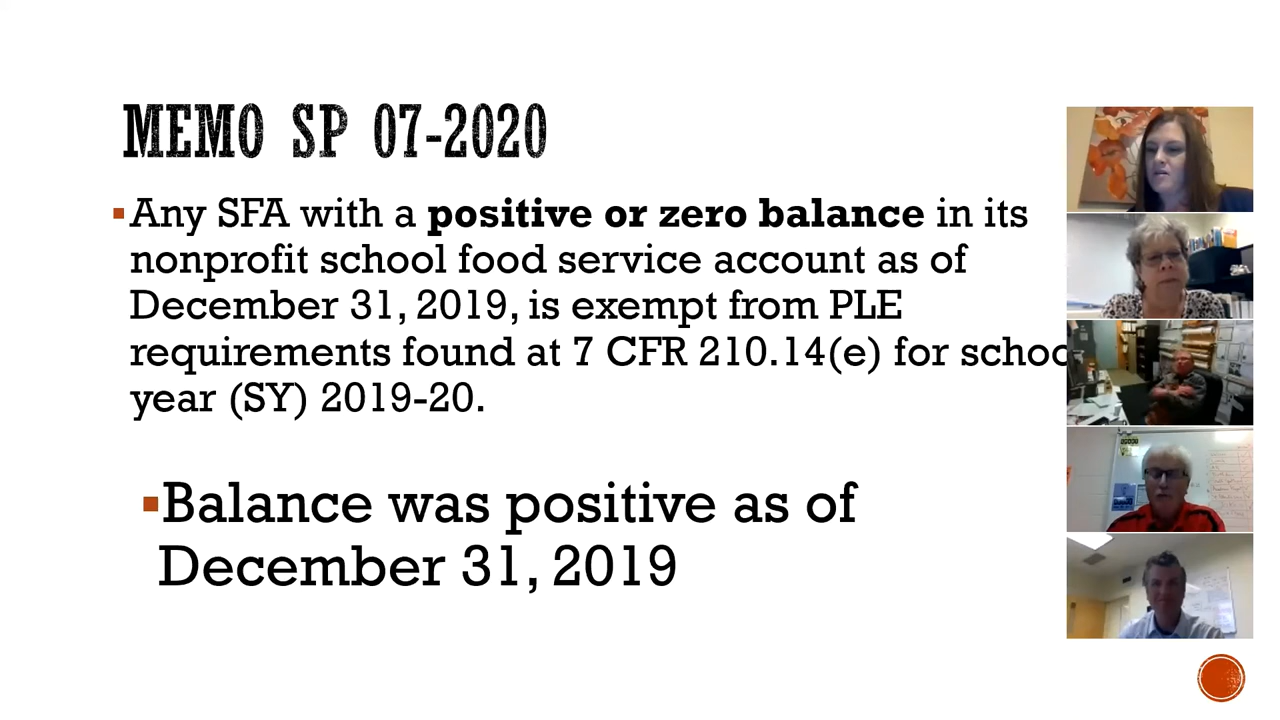 MEMO SP 07-2020
▪Any SFA with a positive or zero balance in its
nonprofit school food service account as of
December 31, 2019, is exempt from PLE
requirements found at 7 CFR 210.14(e) for schoo
year (SY) 2019-20.
▪Balance was positive as of
December 31, 2019